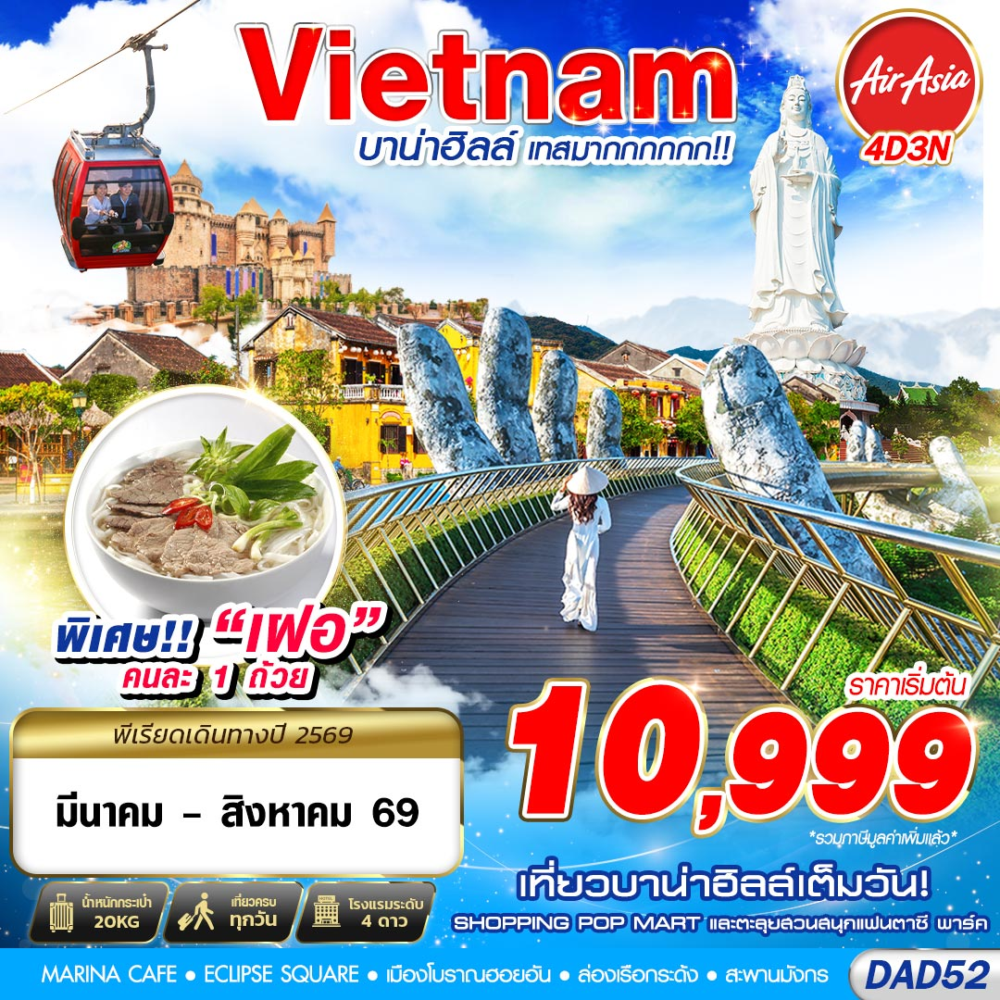 Vietnam
บาน่าฮิลล์ เทสมากกกกกก!!
AirAsia
4D3N
พิเศษ!! “เฝอ”
คนละ 1 ถ้วย
พีเรียดเดินทางปี 2569
มีนาคม - สิงหาคม 69
ราคาเริ่มต้น
10,999
*รวมภาษีมูลค่าเพิ่มแล้ว*
น้ำหนักกระเป๋า
20KG
เที่ยวครบ
ทุกวัน
HOTEL
โรงแรมระดับ
4 ดาว
เที่ยวบาน่าฮิลล์เต็มวัน!
SHOPPING POP MART และตะลุยสวนสนุกแฟนตาซี พาร์ค
MARINA CAFE ● ECLIPSE SQUARE ● เมืองโบราณฮอยอัน ● ล่องเรือกระด้ง ● สะพานมังกร
DAD52